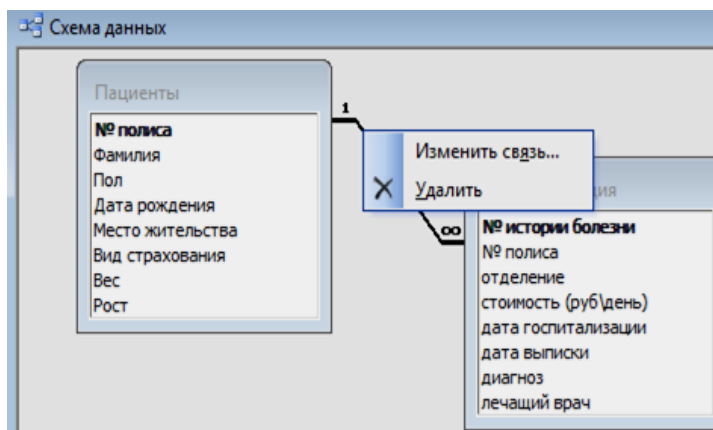 Схема данных
Пациенты
№ полиса
Фамилия
Пол
Дата рождения
Место жительства
Вид страхования
Вес
Рост
1
Изменить связь...
Удалить
∞
№ истории болезни
№ полиса
отделение
стоимость (руб\день)
дата госпитализации
дата выписки
диагноз
лечащий врач